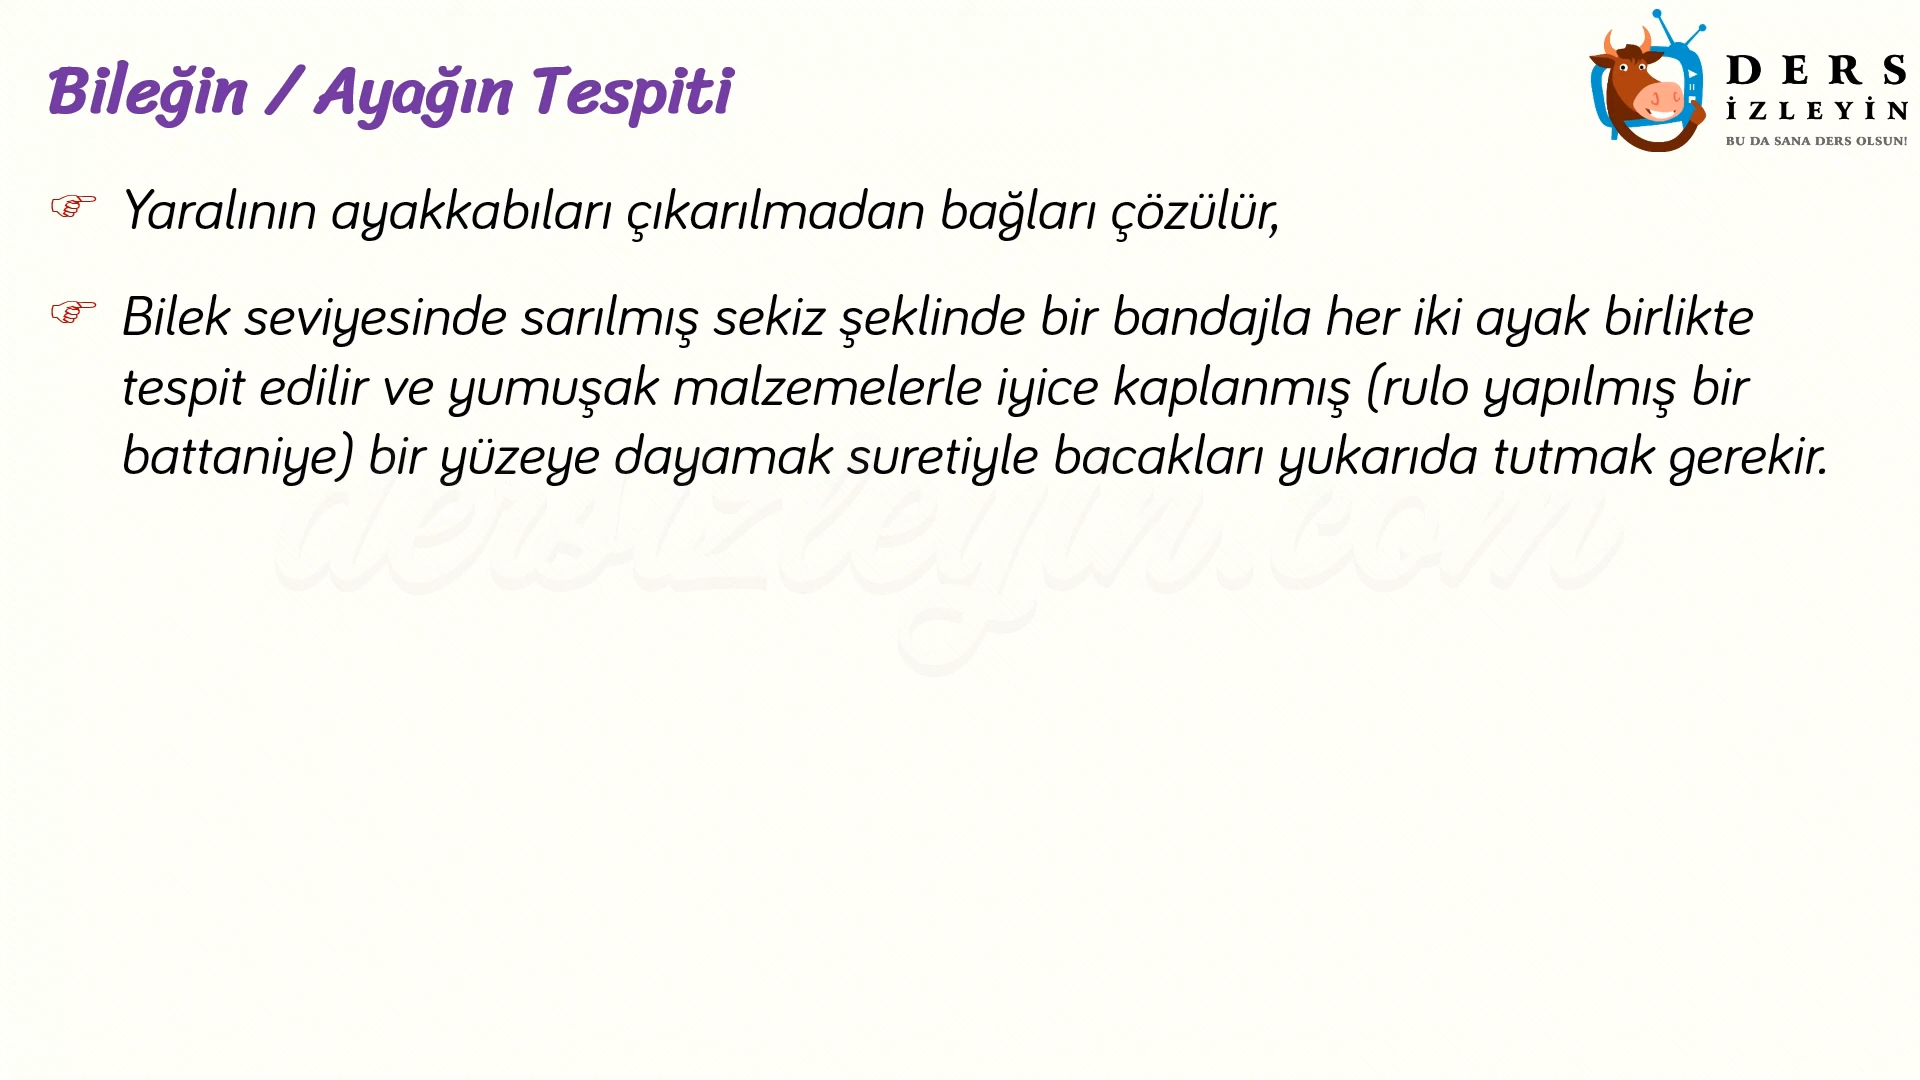 Bileğin / Ayağın Tespiti
DERS
İZLEYİN
BU DA SANA DERS OLSUN!
☞ Yaralının ayakkabıları çıkarılmadan bağları çözülür,
☞ Bilek seviyesinde sarılmış sekiz şeklinde bir bandajla her iki ayak birlikte
tespit edilir ve yumuşak malzemelerle iyice kaplanmış (rulo yapılmış bir
battaniye) bir yüzeye dayamak suretiyle bacakları yukarıda tutmak gerekir.
dersizleyin.com